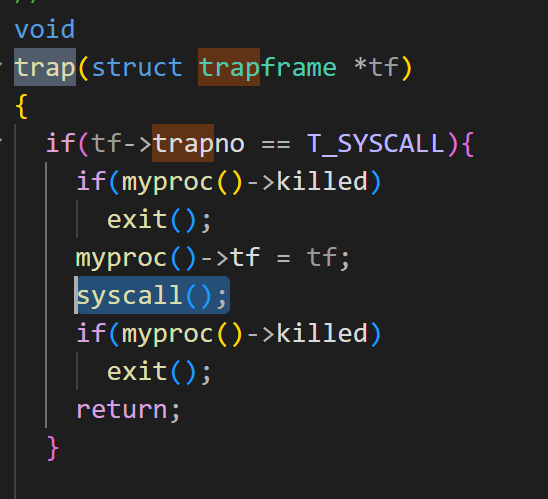 void
trap(struct trapframe *tf)
{
if(tf->trapno == T_SYSCALL){
if(myproc()->killed)
exit();
myproc()->tf = tf;
syscall();
if(myproc()->killed)
exit();
return;
}